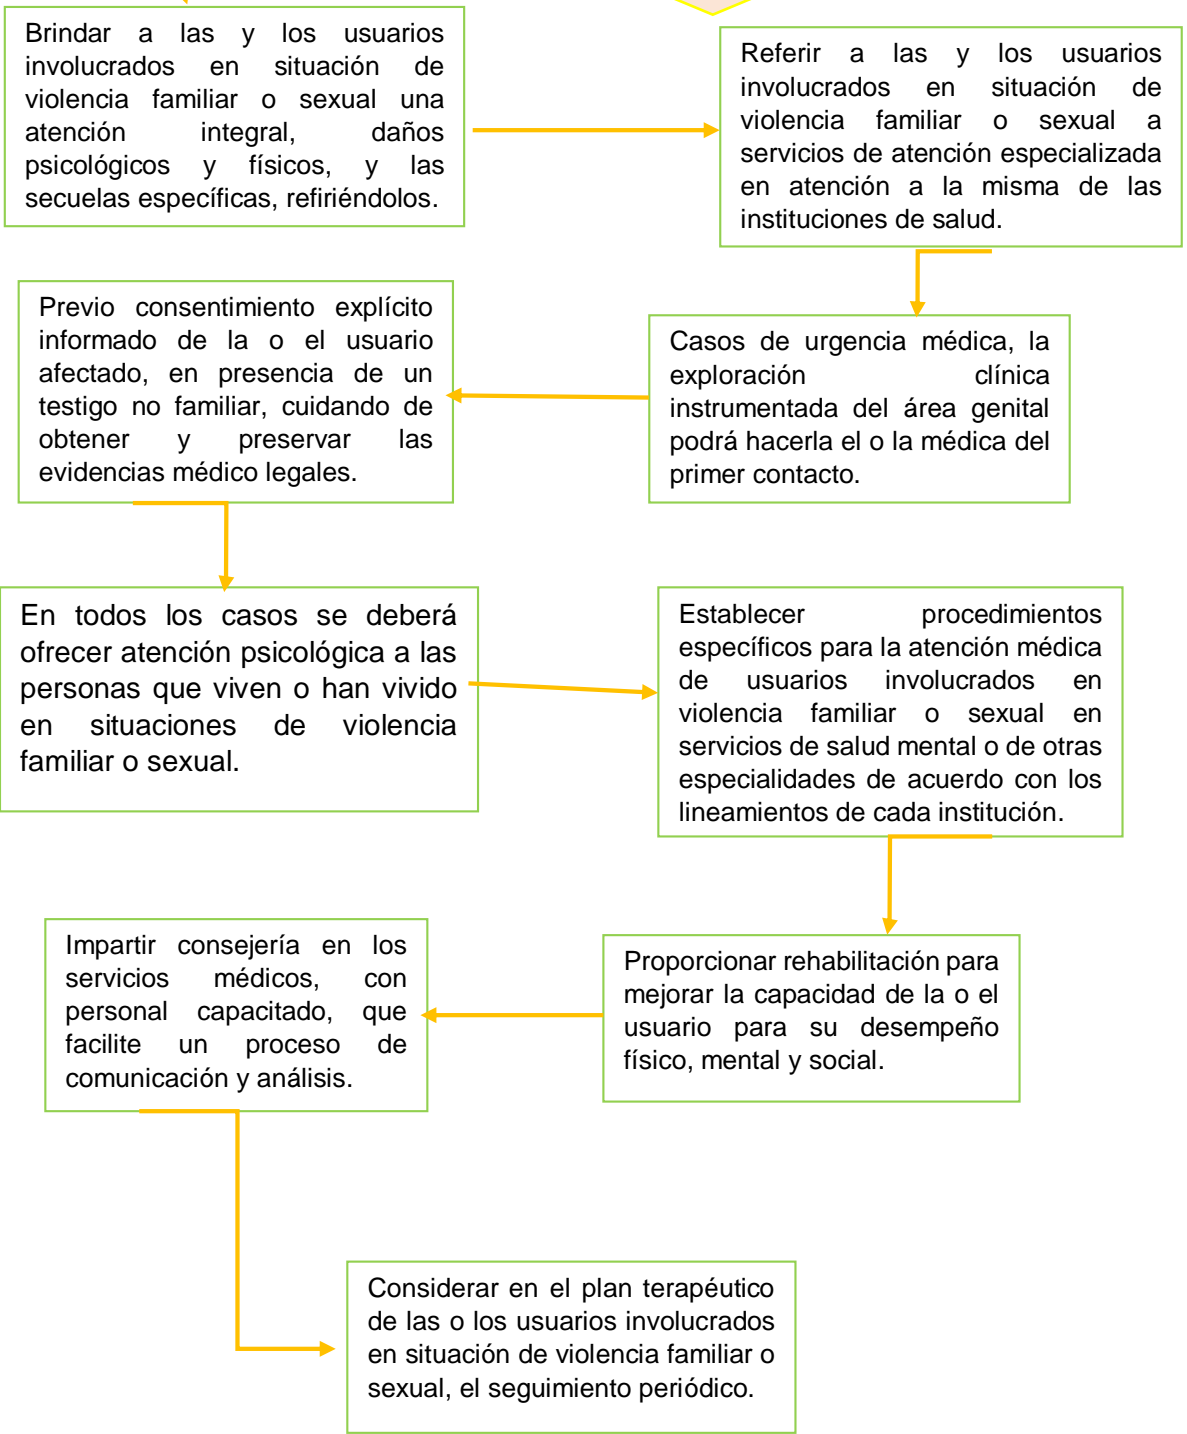 Brindar a las y los usuarios
involucrados en situación de
violencia familiar o sexual una
atención integral, daños
psicológicos y físicos, y las
secuelas específicas, refiriéndolos.
Referir a las y los usuarios
involucrados en situación de
violencia familiar o sexual a
servicios de atención especializada
en atención a la misma de las
instituciones de salud.
Casos de urgencia médica, la
exploración clínica
instrumentada del área genital
podrá hacerla el o la médica del
primer contacto.
Previo consentimiento explícito
informado de la o el usuario
afectado, en presencia de un
testigo no familiar, cuidando de
obtener y preservar las
evidencias médico legales.
En todos los casos se deberá
ofrecer atención psicológica a las
personas que viven o han vivido
en situaciones de violencia
familiar o sexual.
Establecer procedimientos
específicos para la atención médica
de usuarios involucrados en
violencia familiar o sexual en
servicios de salud mental o de otras
especialidades de acuerdo con los
lineamientos de cada institución.
Proporcionar rehabilitación para
mejorar la capacidad de la o el
usuario para su desempeño
físico, mental y social.
Impartir consejería en los
servicios médicos, con
personal capacitado, que
facilite un proceso de
comunicación y análisis.
Considerar en el plan terapéutico
de las o los usuarios involucrados
en situación de violencia familiar o
sexual, el seguimiento periódico.